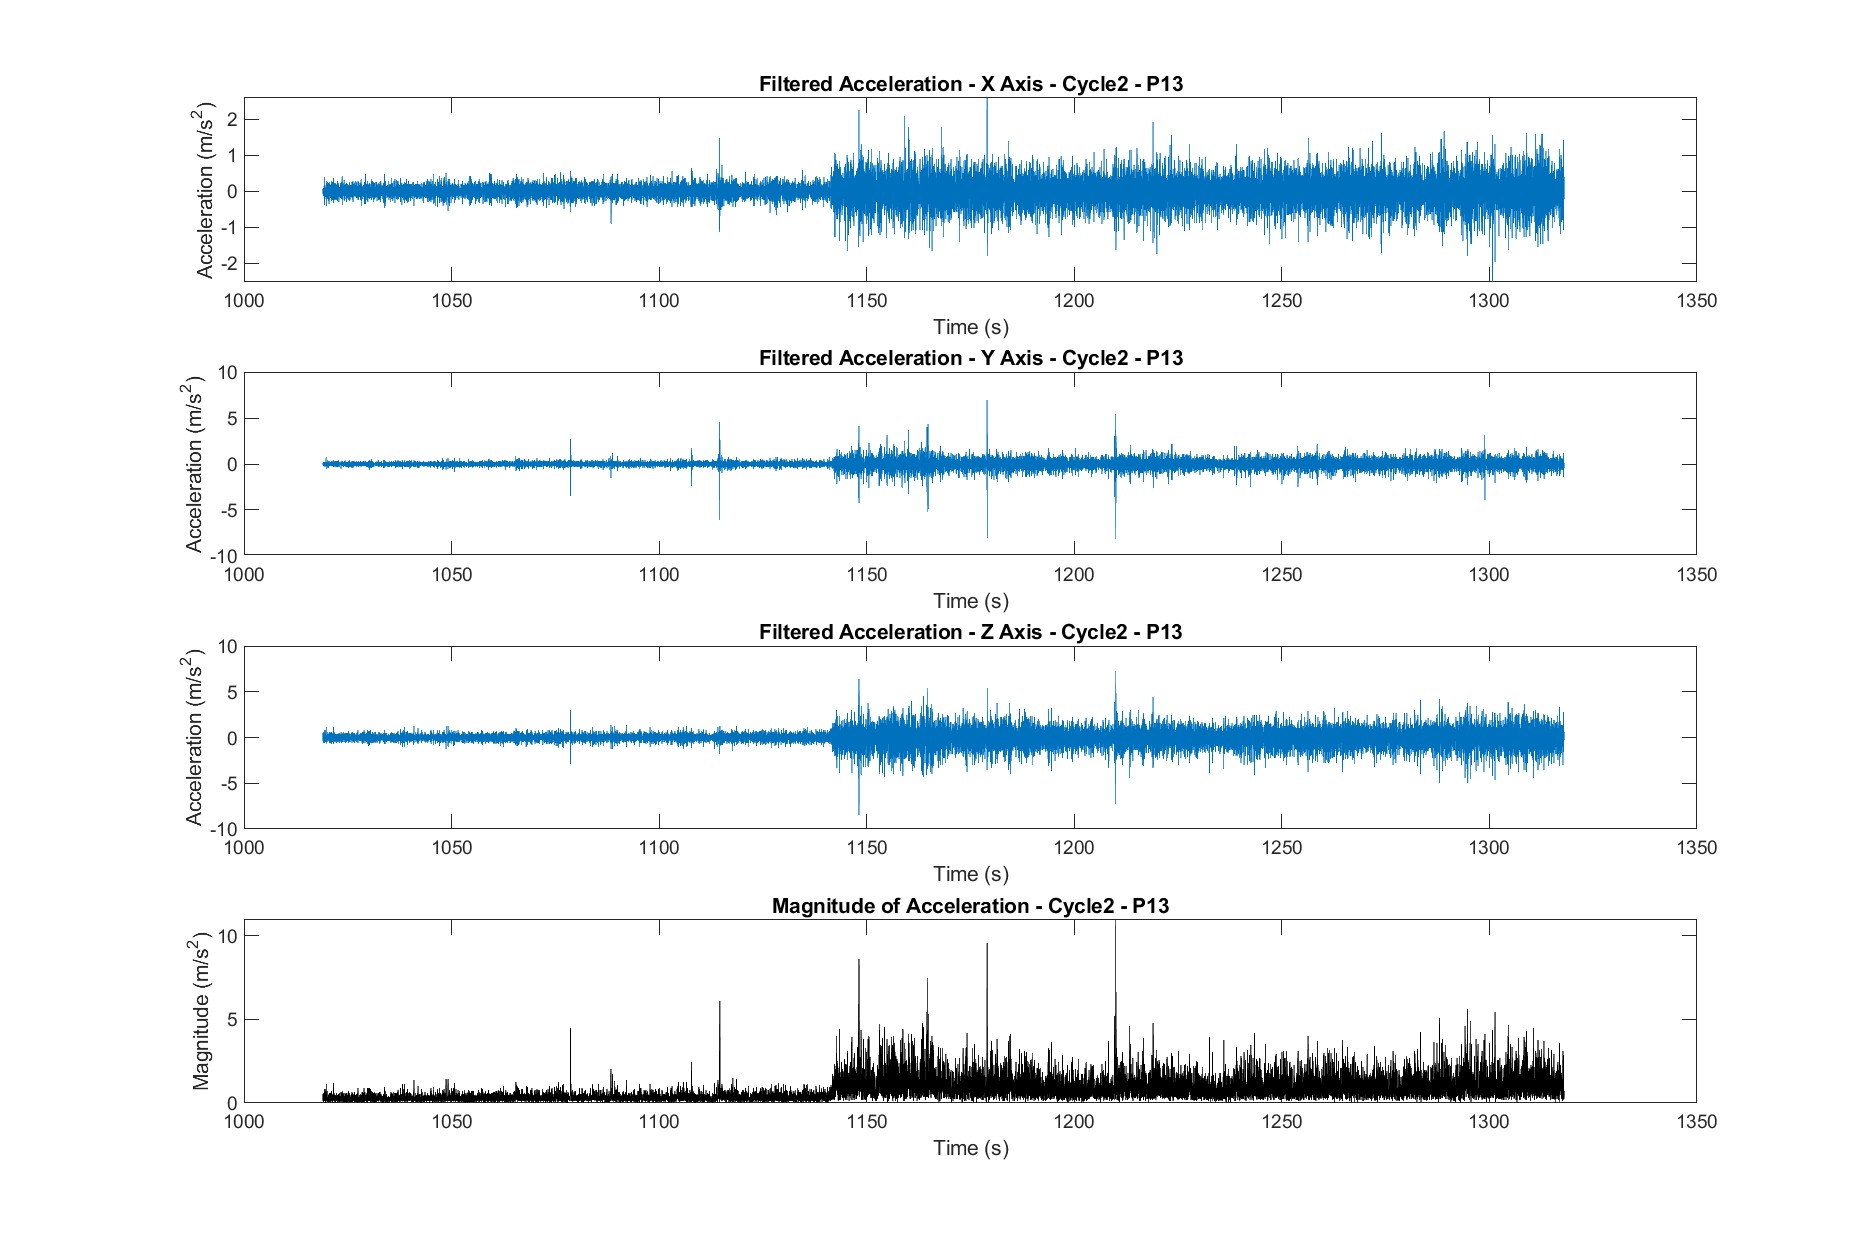 Filtered Acceleration - X Axis - Cycle2 - P13
Acceleration (m/s²)
2
1
0
-1
-2
1000 1050 1100 1150 1200 1250 1300 1350
Time (s)
Filtered Acceleration - Y Axis - Cycle2 - P13
Acceleration (m/s²)
10
5
0
-5
-10
1000 1050 1100 1150 1200 1250 1300 1350
Time (s)
Filtered Acceleration - Z Axis - Cycle2 - P13
Acceleration (m/s²)
10
5
0
-5
-10
1000 1050 1100 1150 1200 1250 1300 1350
Time (s)
Magnitude of Acceleration - Cycle2 - P13
Magnitude (m/s²)
10
5
0
1000 1050 1100 1150 1200 1250 1300 1350
Time (s)